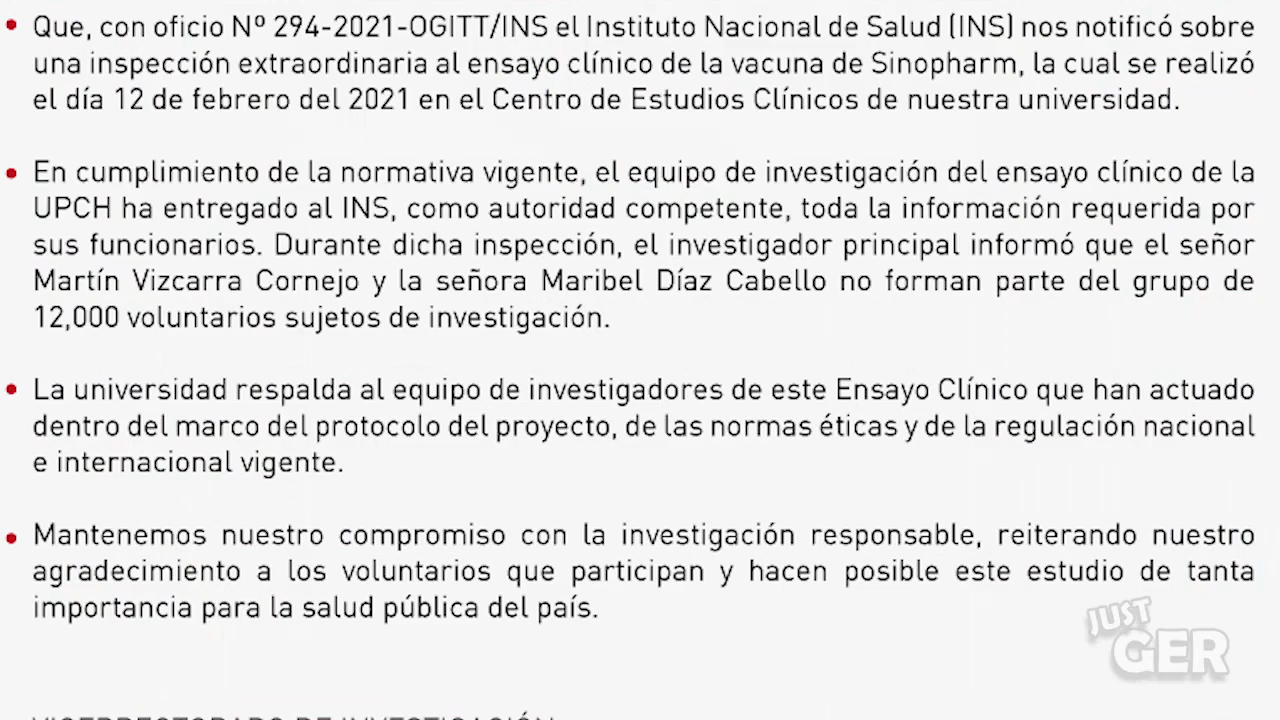 • Que, con oficio Nº 294-2021-OGITT/INS el Instituto Nacional de Salud (INS) nos notificó sobre
una inspección extraordinaria al ensayo clínico de la vacuna de Sinopharm, la cual se realizó
el día 12 de febrero del 2021 en el Centro de Estudios Clínicos de nuestra universidad.
• En cumplimiento de la normativa vigente, el equipo de investigación del ensayo clínico de la
UPCH ha entregado al INS, como autoridad competente, toda la información requerida por
sus funcionarios. Durante dicha inspección, el investigador principal informó que el señor
Martín Vizcarra Cornejo y la señora Maribel Díaz Cabello no forman parte del grupo de
12,000 voluntarios sujetos de investigación.
• La universidad respalda al equipo de investigadores de este Ensayo Clínico que han actuado
dentro del marco del protocolo del proyecto, de las normas éticas y de la regulación nacional
e internacional vigente.
• Mantenemos nuestro compromiso con la investigación responsable, reiterando nuestro
agradecimiento a los voluntarios que participan y hacen posible este estudio de tanta
importancia para la salud pública del país.
JUST
GER
VICERRECTORADO DE INVESTIGACIÓN